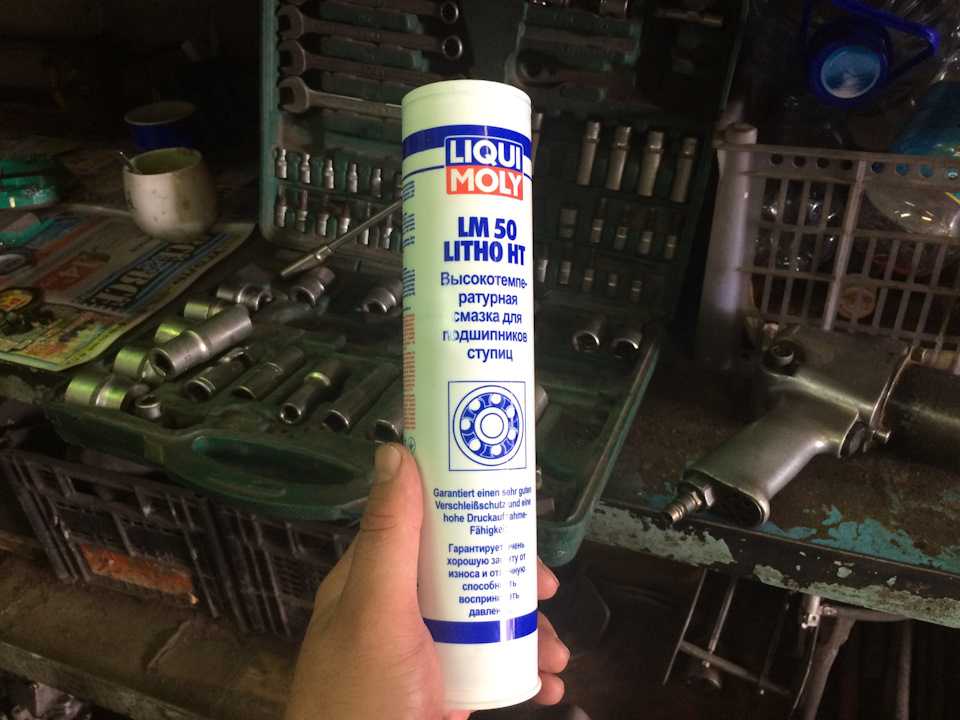 LIQUI
MOLY
LM 50
LITHO HT
Высокотемпе-
ратурная
смазка для
подшипников
ступиц
Garantiert einen sehr guten
Verschleißschutz und eine
hohe Druckaufnahme-
Fähigkeit
Гарантирует очень
хорошую защиту от
износа и отличную
способность
воспринимать
давление